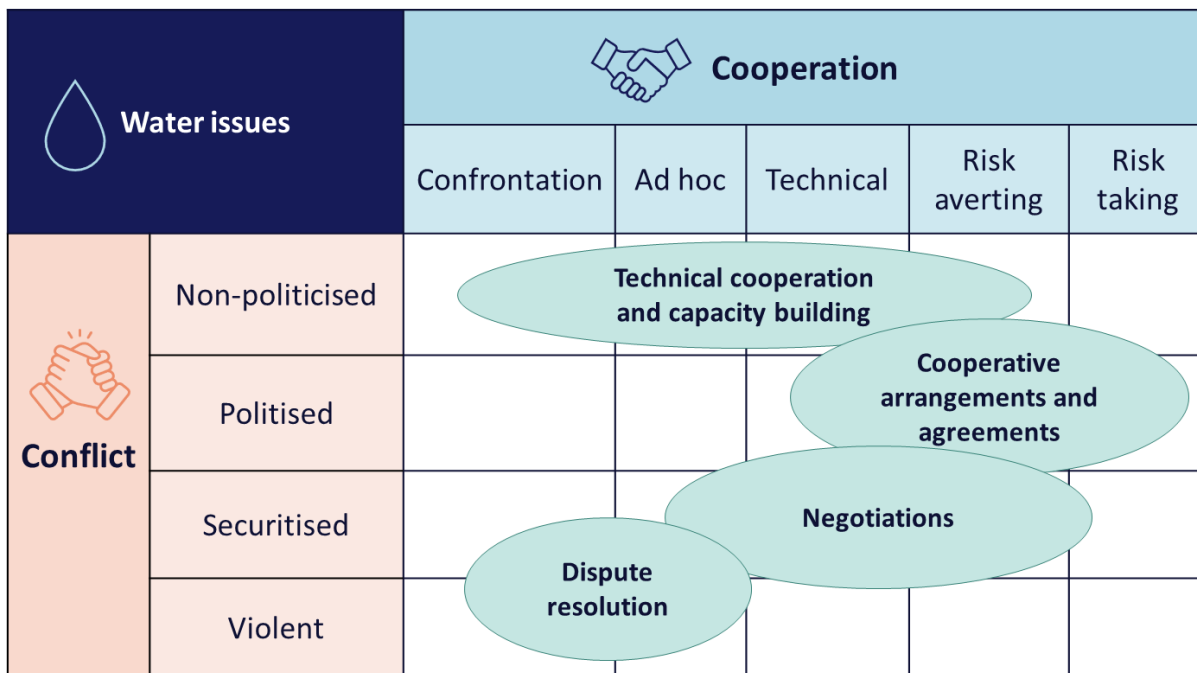 Water issues
Cooperation
Confrontation
Ad hoc
Technical
Risk
averting
Risk
taking
Conflict
Non-politicised
Technical cooperation
and capacity building
Politised
Cooperative
arrangements and
agreements
Securitised
Negotiations
Violent
Dispute
resolution